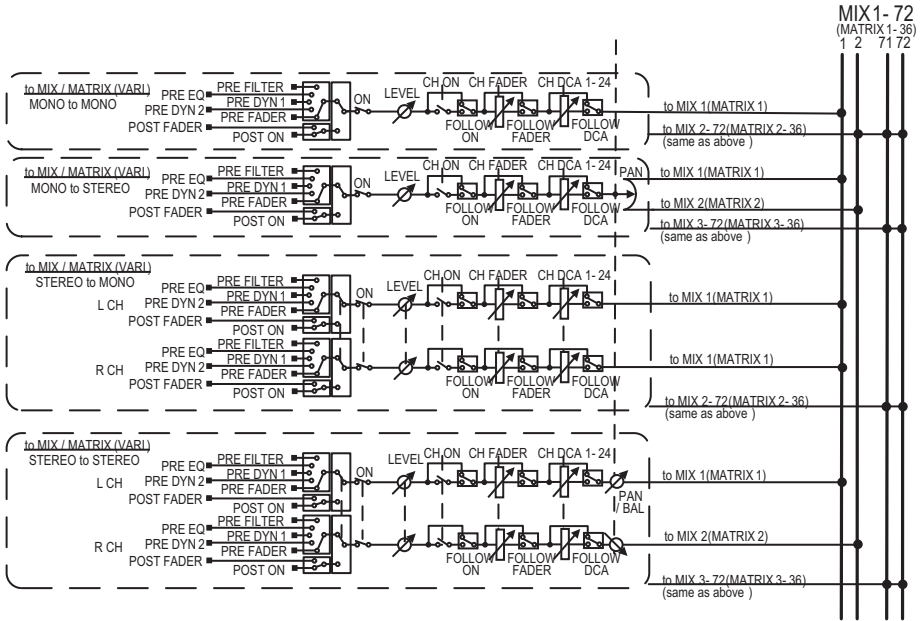 MIX1- 72
(MATRIX 1- 36)
1 2 71 72
to MIX / MATRIX (VARI.)
MONO to MONO
PRE EQ
PRE DYN 2
POST FADER
PRE FILTER
PRE DYN 1
PRE FADER
POST ON
ON
LEVEL
CH ON
CH FADER
CH DCA 1- 24
FOLLOW
ON
FOLLOW
FADER
FOLLOW
DCA
to MIX 1(MATRIX 1)
to MIX 2- 72(MATRIX 2- 36)
(same as above )
to MIX / MATRIX (VARI.)
MONO to STEREO
PRE EQ
PRE DYN2
POST FADER
PRE FILTER
PRE DYN 1
PRE FADER
POST ON
ON
LEVEL
CH ON
CH FADER
CH DCA 1- 24
FOLLOW
ON
FOLLOW
FADER
FOLLOW
DCA
PAN
to MIX 1(MATRIX 1)
to MIX 2(MATRIX 2)
to MIX 3- 72(MATRIX 3- 36)
(same as above )
to MIX / MATRIX (VARI.)
STEREO to MONO
L CH
PRE EQ
PRE DYN 2
POST FADER
PRE FILTER
PRE DYN 1
PRE FADER
POST ON
ON
LEVEL
CH ON
CH FADER
CH DCA 1- 24
to MIX 1(MATRIX 1)
R CH
PRE EQ
PRE DYN 2
POST FADER
PRE FILTER
PRE DYN 1
PRE FADER
POST ON
FOLLOW
ON
FOLLOW
FADER
FOLLOW
DCA
to MIX 1(MATRIX 1)
to MIX 2- 72(MATRIX 2- 36)
(same as above )
to MIX / MATRIX (VARI.)
STEREO to STEREO
L CH
PRE EQ
PRE DYN 2
POST FADER
PRE FILTER
PRE DYN 1
PRE FADER
POST ON
ON
LEVEL
CH ON
CH FADER
CH DCA 1- 24
PAN
/ BAL
to MIX 1(MATRIX 1)
R CH
PRE EQ
PRE DYN2
POST FADER
PRE FILTER
PRE DYN 1
PRE FADER
POST ON
FOLLOW
ON
FOLLOW
FADER
FOLLOW
DCA
to MIX 2(MATRIX 2)
to MIX 3- 72(MATRIX 3- 36)
(same as above )